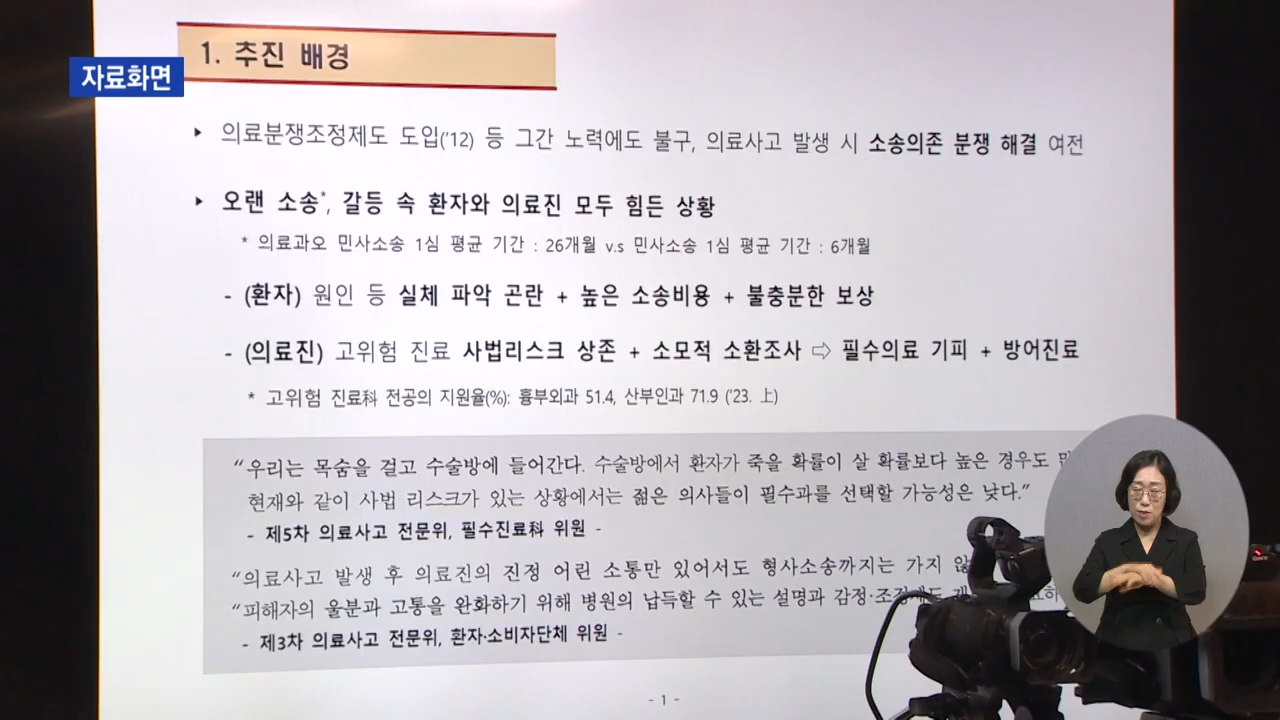 1. 추진 배경
자료화면
▸ 의료분쟁조정제도 도입('12) 등 그간 노력에도 불구, 의료사고 발생 시 소송의존 분쟁 해결 여전
▸ 오랜 소송*, 갈등 속 환자와 의료진 모두 힘든 상황
* 의료과오 민사소송 1심 평균 기간 : 26개월 v.s 민사소송 1심 평균 기간 : 6개월
- (환자) 원인 등 실체 파악 곤란 + 높은 소송비용 + 불충분한 보상
- (의료진) 고위험 진료 사법리스크 상존 + 소모적 소환조사 ⇨ 필수의료 기피 + 방어진료
* 고위험 진료科 전공의 지원율(%): 흉부외과 51.4, 산부인과 71.9 ('23. 上)
“우리는 목숨을 걸고 수술방에 들어간다. 수술방에서 환자가 죽을 확률이 살 확률보다 높은 경우도
현재와 같이 사법 리스크가 있는 상황에서는 젊은 의사들이 필수과를 선택할 가능성은 낮다.”
- 제5차 의료사고 전문위, 필수진료科 위원 -
“의료사고 발생 후 의료진의 진정 어린 소통만 있어서도 형사소송까지는 가지
“피해자의 울분과 고통을 완화하기 위해 병원의 납득할 수 있는 설명과 감정·조정제도
- 제3차 의료사고 전문위, 환자·소비자단체 위원 -
- 1 -